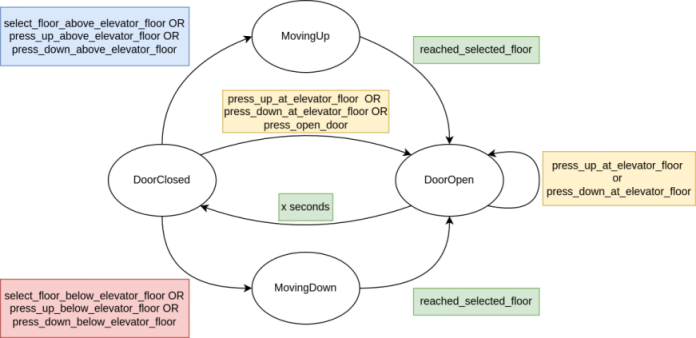 select_floor_above_elevator_floor OR
press_up_above_elevator_floor OR
press_down_above_elevator_floor
MovingUp
reached_selected_floor
press_up_at_elevator_floor OR
press_down_at_elevator_floor OR
press_open_door
DoorClosed
DoorOpen
press_up_at_elevator_floor
or
press_down_at_elevator_floor
x seconds
select_floor_below_elevator_floor OR
press_up_below_elevator_floor OR
press_down_below_elevator_floor
MovingDown
reached_selected_floor